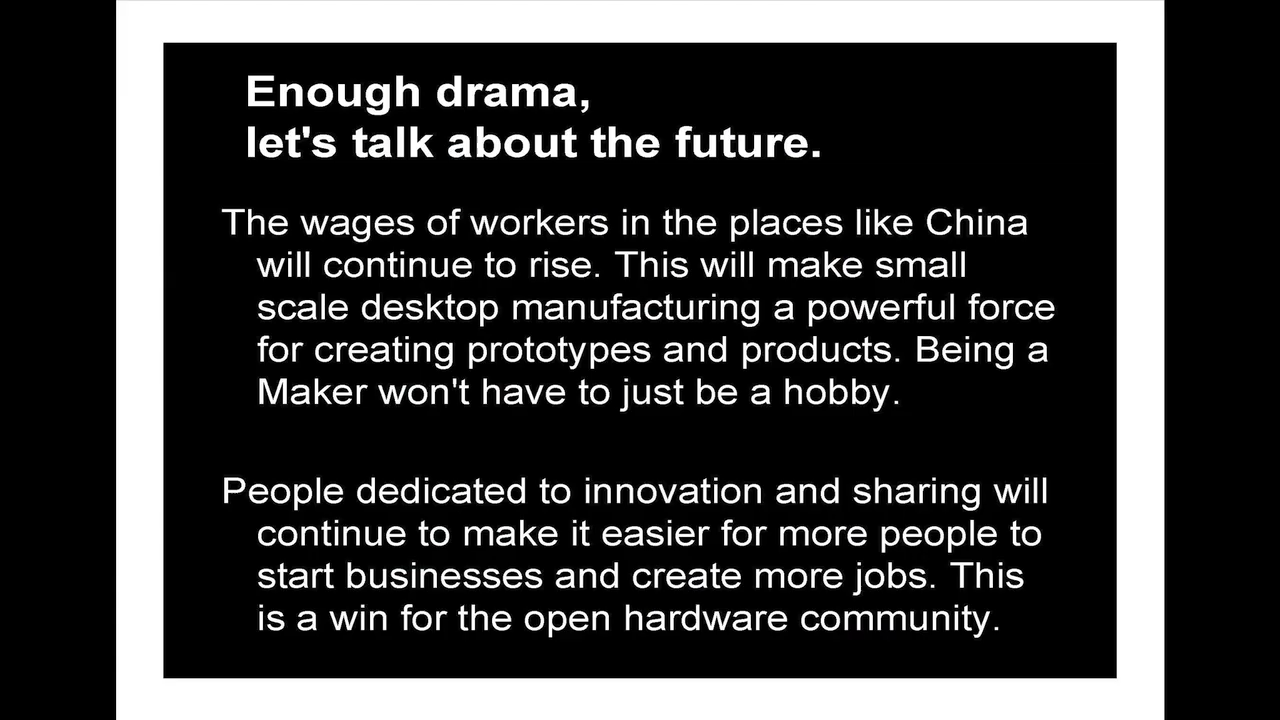 Enough drama,
let's talk about the future.
The wages of workers in the places like China
will continue to rise. This will make small
scale desktop manufacturing a powerful force
for creating prototypes and products. Being a
Maker won't have to just be a hobby.
People dedicated to innovation and sharing will
continue to make it easier for more people to
start businesses and create more jobs. This
is a win for the open hardware community.